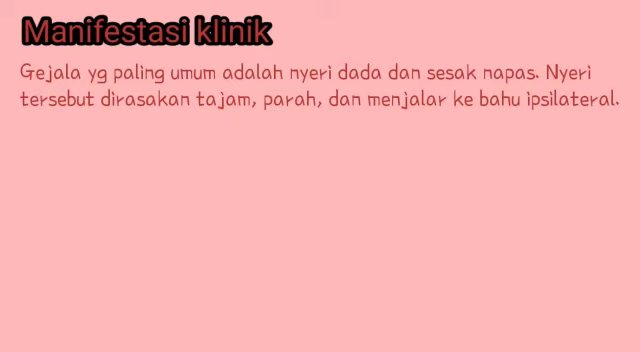 Manifestasi klinik
Gejala yg paling umum adalah nyeri dada dan sesak napas. Nyeri
tersebut dirasakan tajam, parah, dan menjalar ke bahu ipsilateral.